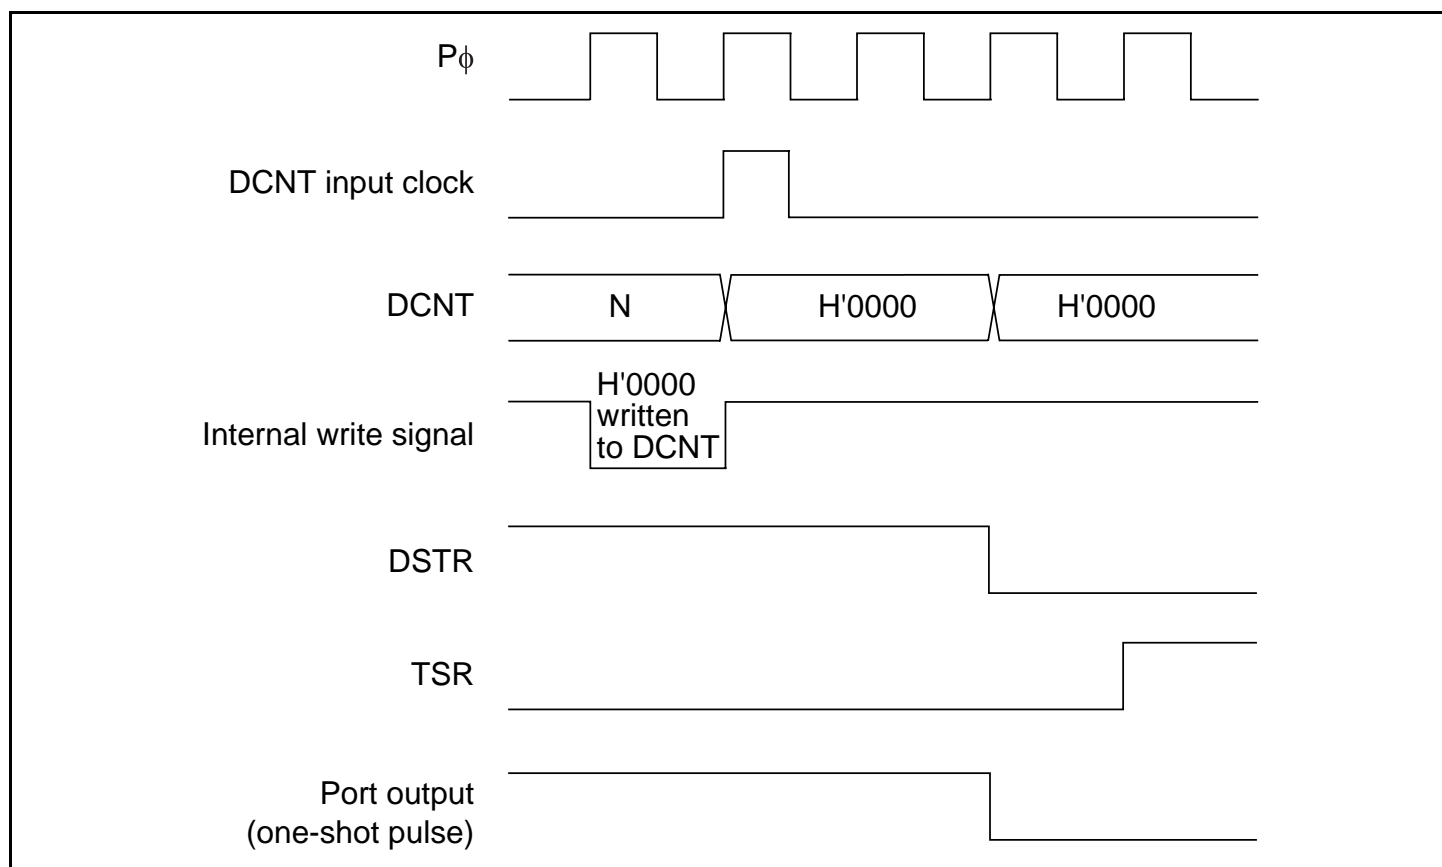 Pϕ
DCNT input clock
DCNT
N
H'0000
H'0000
H'0000
written
to DCNT
Internal write signal
DSTR
TSR
Port output
(one-shot pulse)